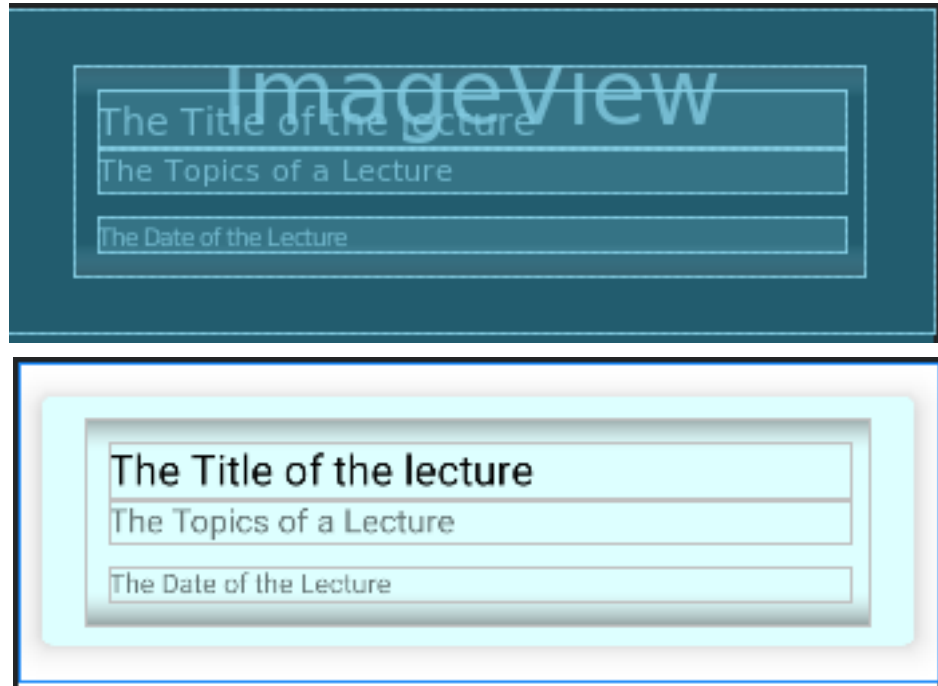 ImageView
The Title of the lecture
The Topics of a Lecture
The Date of the Lecture
The Title of the lecture
The Topics of a Lecture
The Date of the Lecture